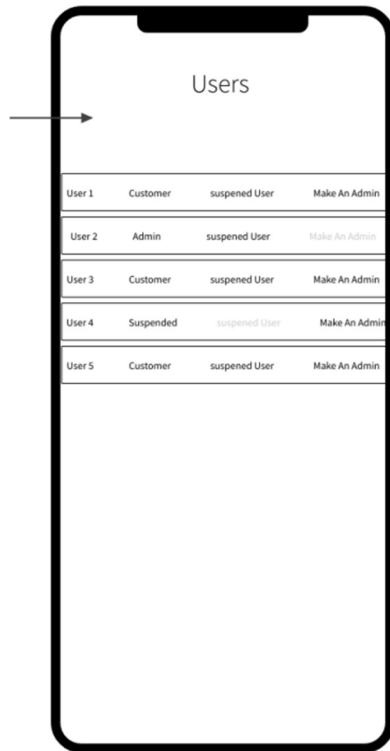 Users
User 1 Customer suspened User Make An Admin
User 2 Admin suspened User Make An Admin
User 3 Customer suspened User Make An Admin
User 4 Suspended suspened User Make An Admin
User 5 Customer suspened User Make An Admin